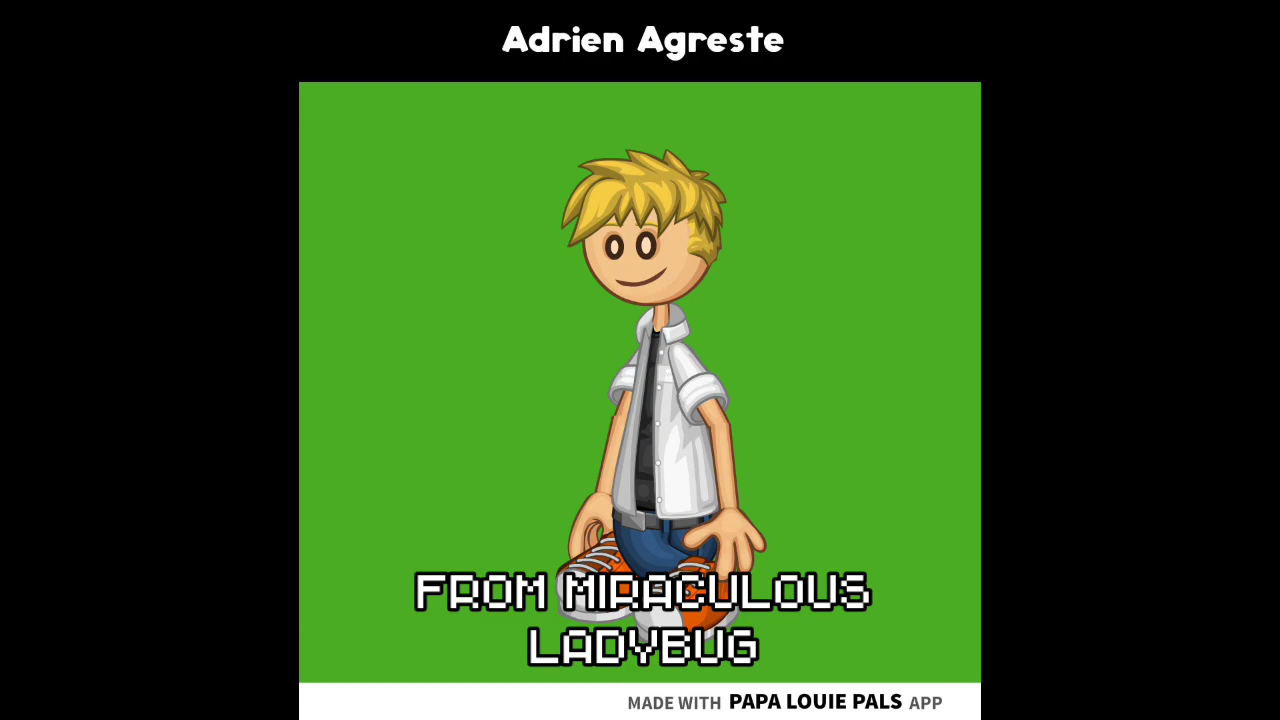 Adrien Agreste
FROM MIRACULOUS
LADYBUG
MADE WITH PAPA LOUIE PALS APP